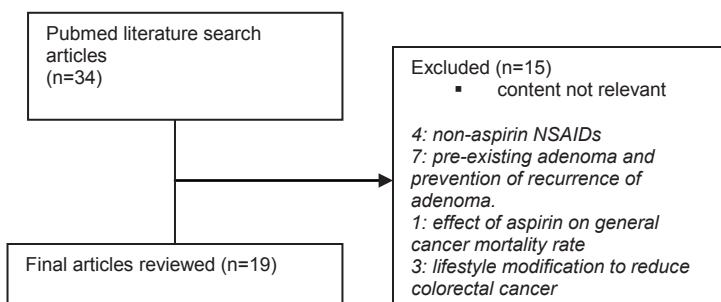 Pubmed literature search
articles
(n=34)
Excluded (n=15)
▪ content not relevant
4: non-aspirin NSAIDs
7: pre-existing adenoma and
prevention of recurrence of
adenoma.
1: effect of aspirin on general
cancer mortality rate
3: lifestyle modification to reduce
colorectal cancer
Final articles reviewed (n=19)